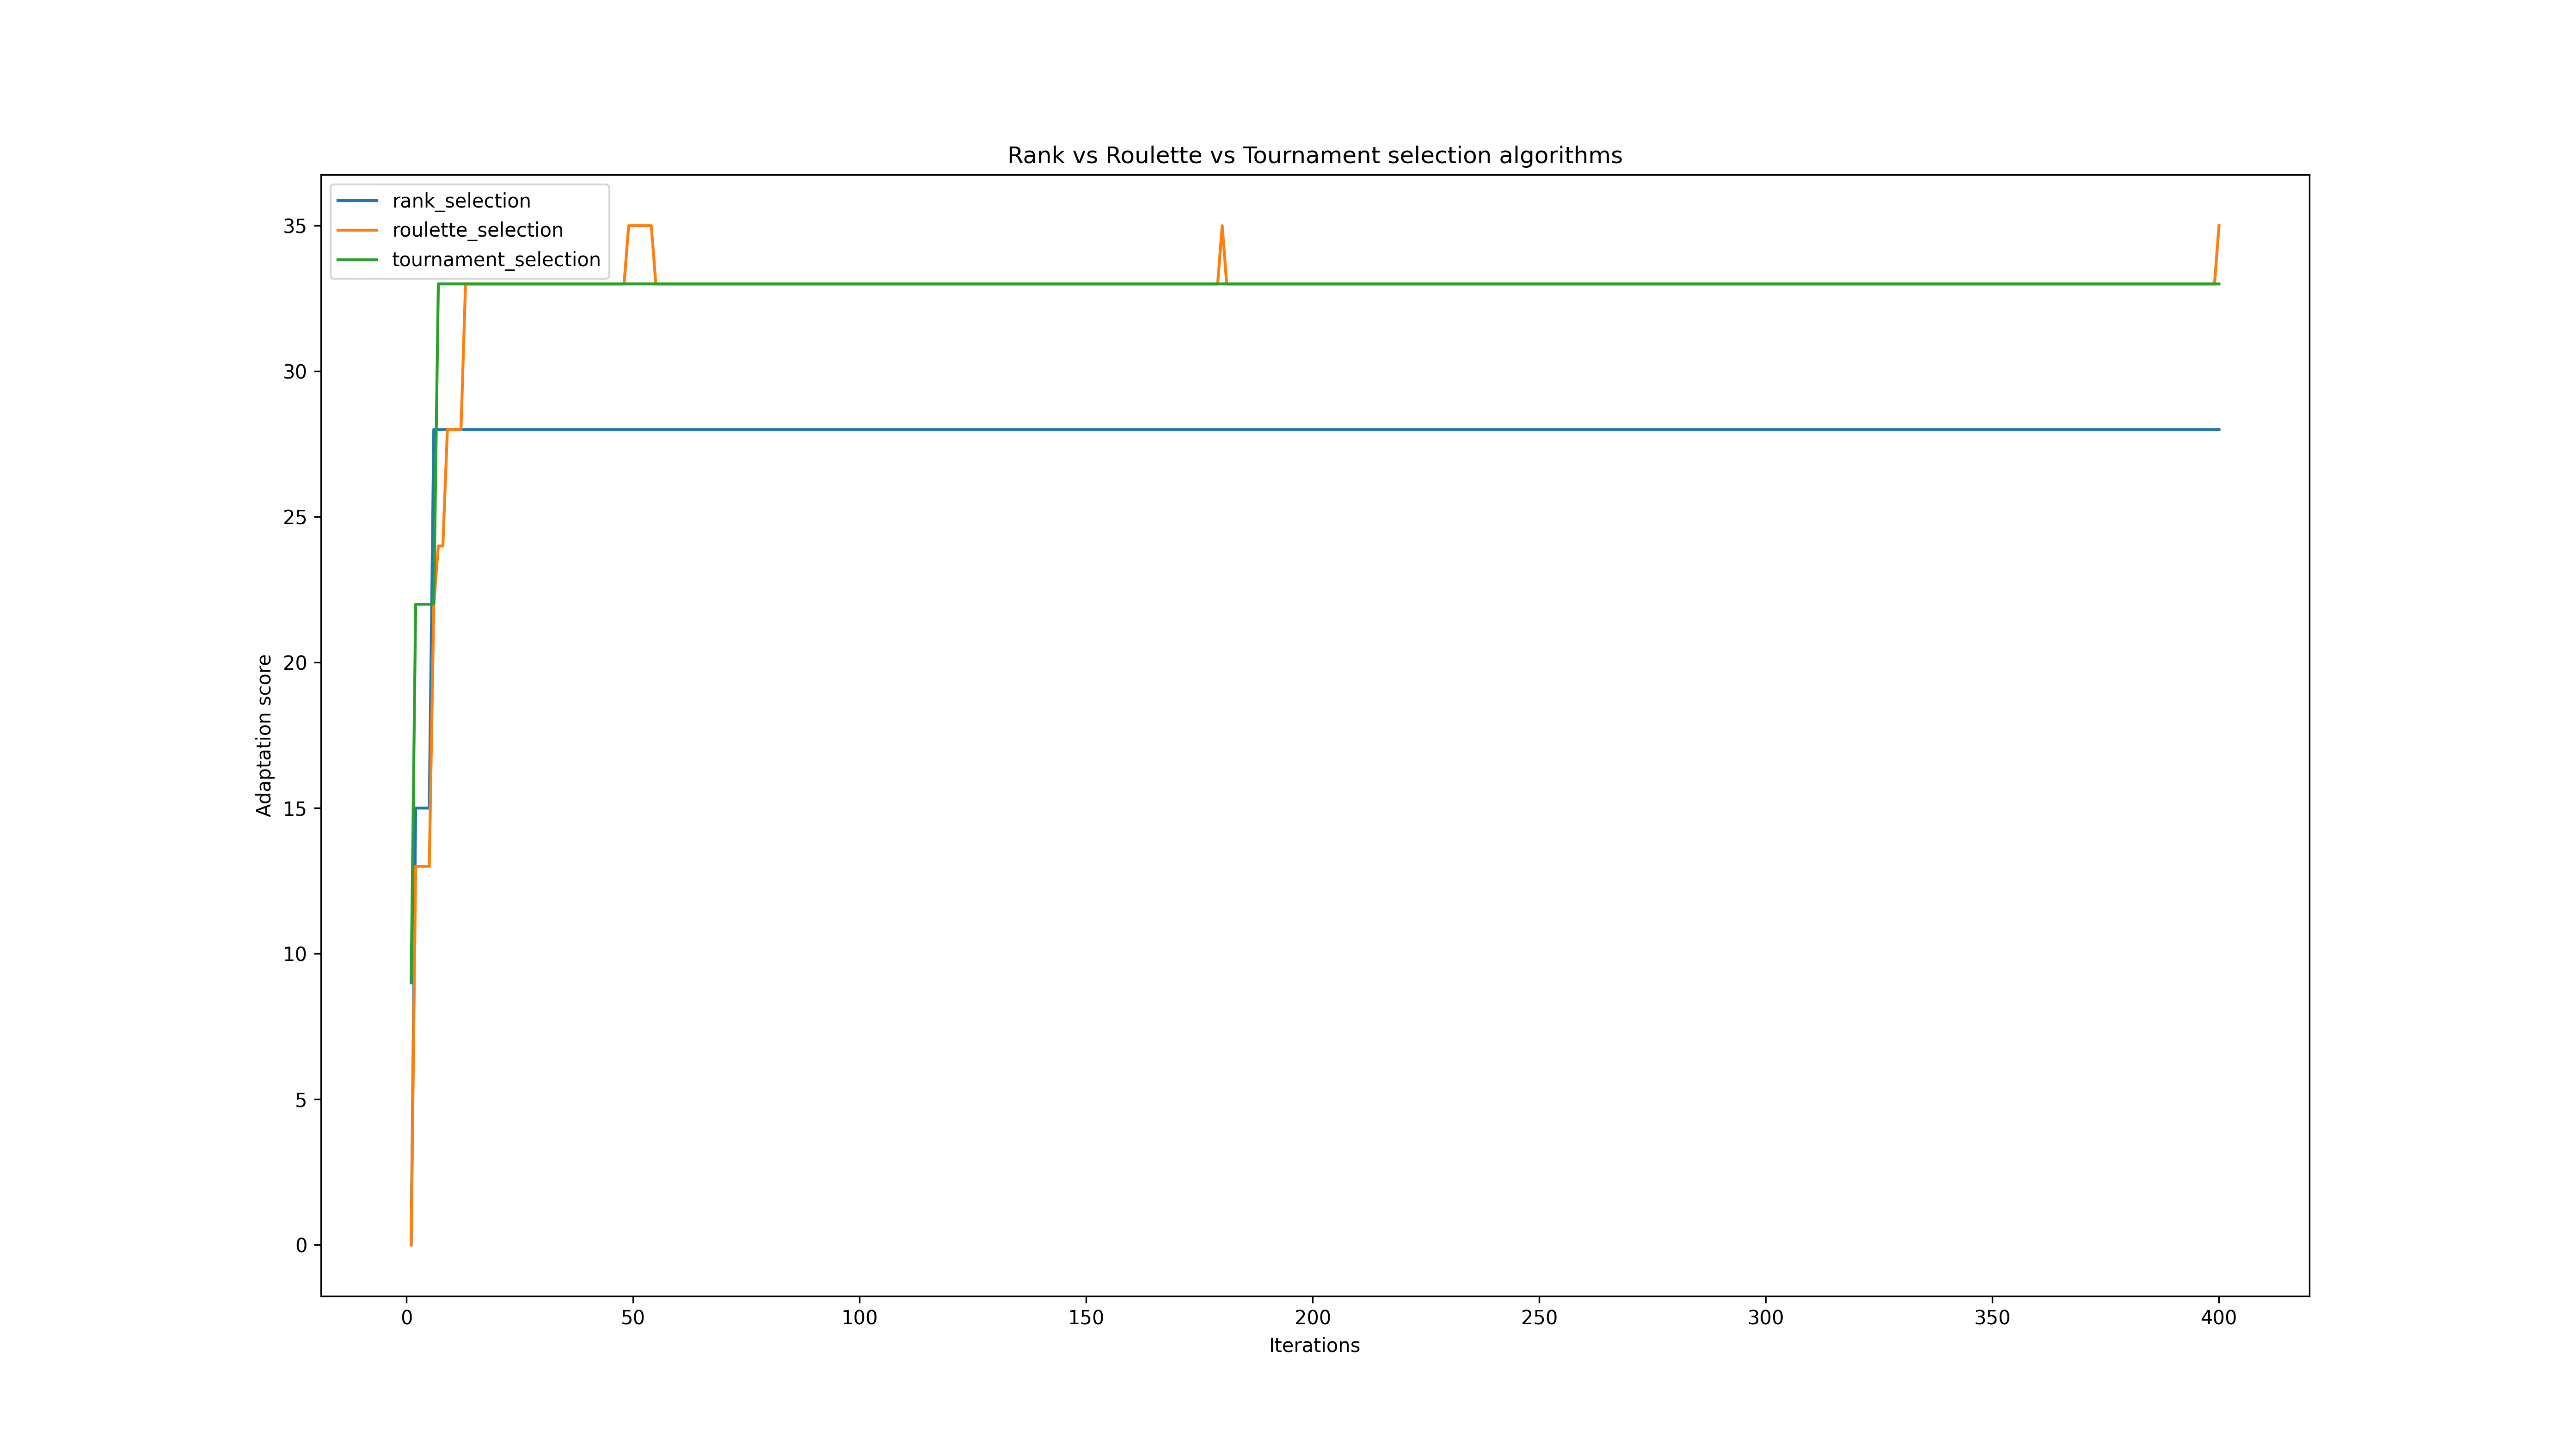 Rank vs Roulette vs Tournament selection algorithms
rank_selection
roulette_selection
tournament_selection
35
30
25
20
15
10
5
0
Adaptation score
0 50 100 150 200 250 300 350 400
Iterations